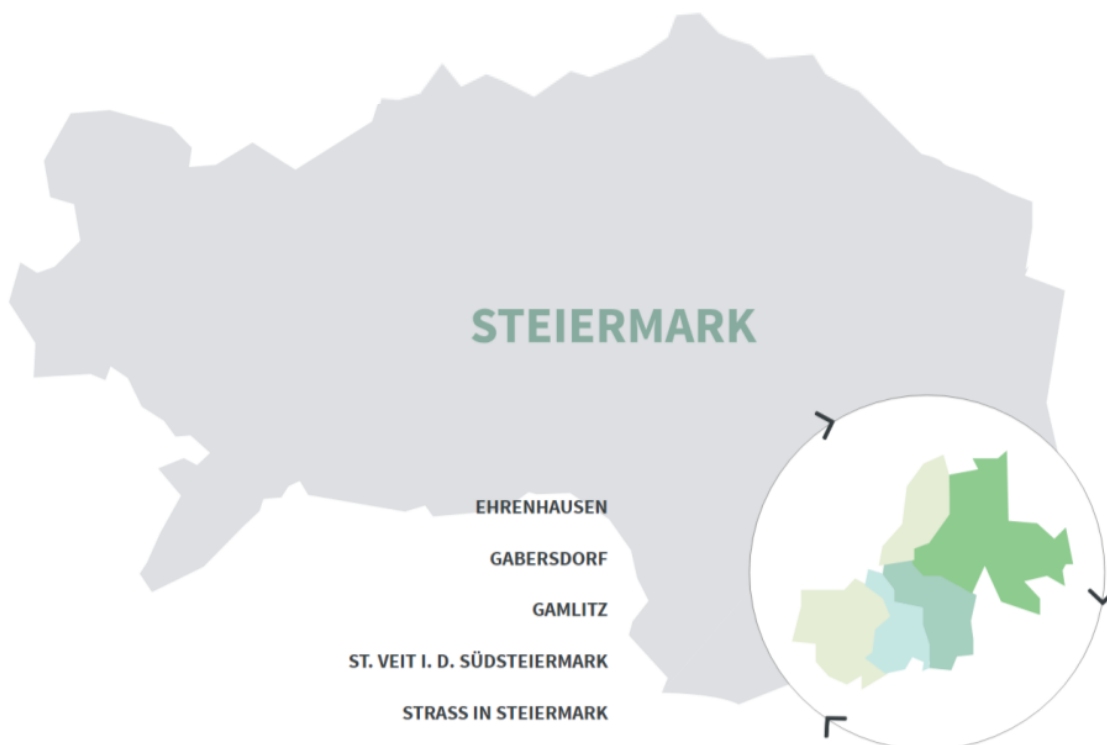 STEIERMARK
EHRENHAUSEN
GABERSDORF
GAMLITZ
ST. VEIT I. D. SÜDSTEIERMARK
STRASS IN STEIERMARK